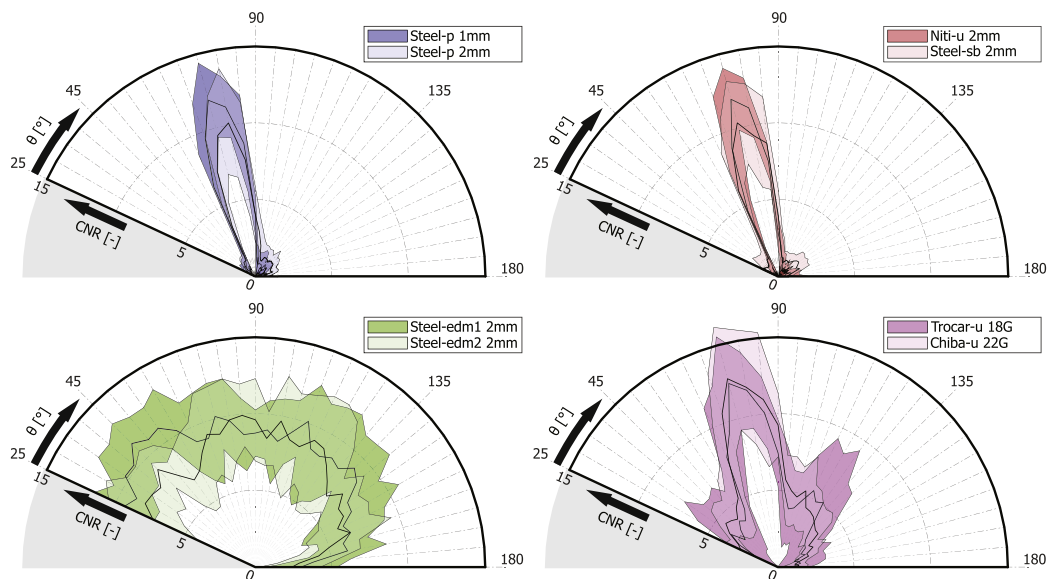 90
Steel-p 1mm
Steel-p 2mm
45
135
θ [°]
25
15
CNR [-]
5
0
180
90
Niti-u 2mm
Steel-sb 2mm
45
135
θ [°]
25
15
CNR [-]
5
0
180
90
Steel-edm1 2mm
Steel-edm2 2mm
45
135
θ [°]
25
15
CNR [-]
5
0
180
90
Trocar-u 18G
Chiba-u 22G
45
135
θ [°]
25
15
CNR [-]
5
0
180